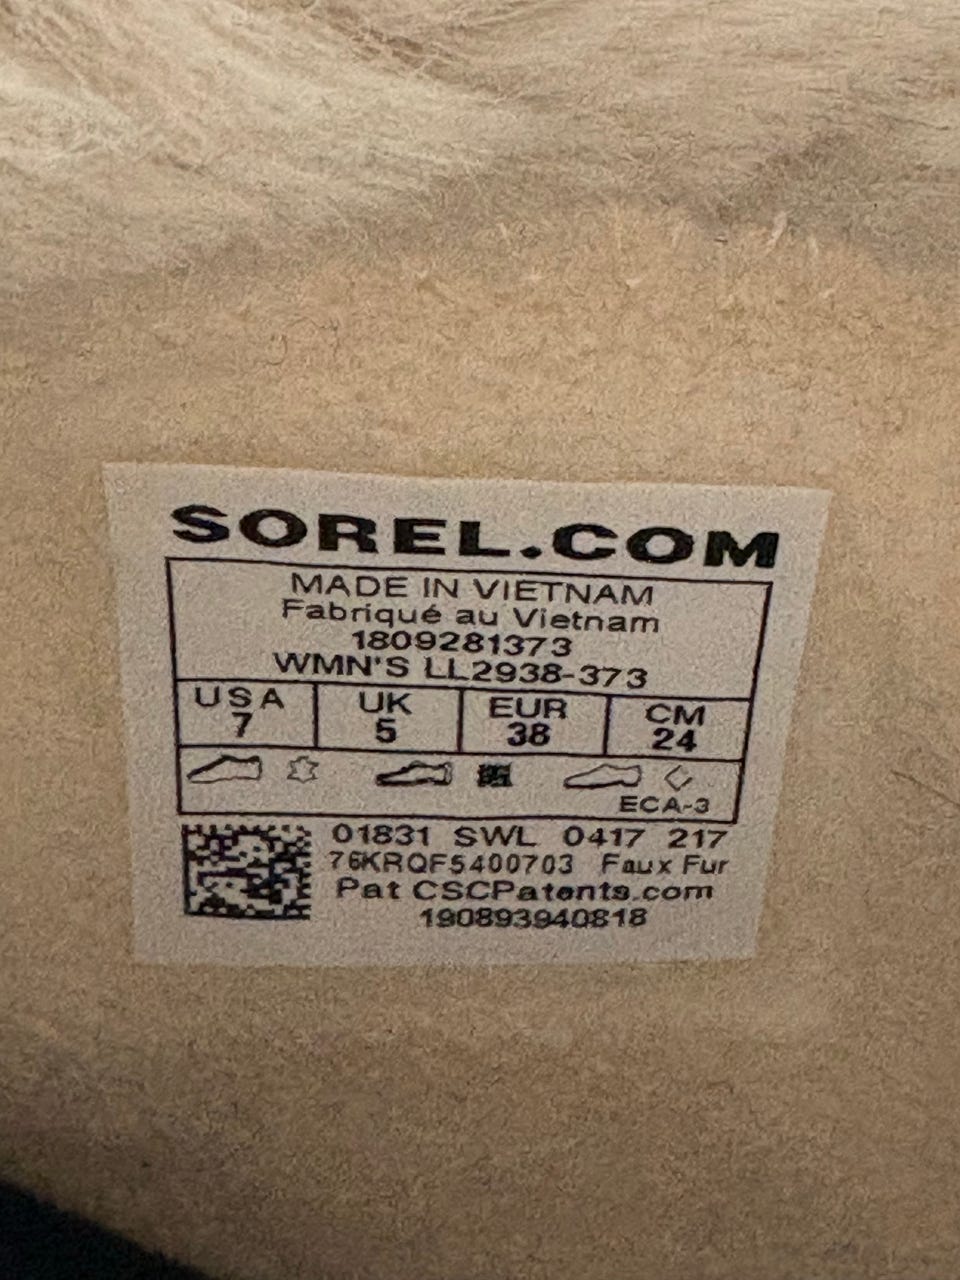 SOREL.COM
MADE IN VIETNAM
Fabriqué au Vietnam
1809281373
WMN'S LL2938-373
USA UK EUR CM
7 5 38 24
ECA-3
01831 SWL 0417 217
76KRQF5400703 Faux Fur
Pat CSCPatents.com
190893940818